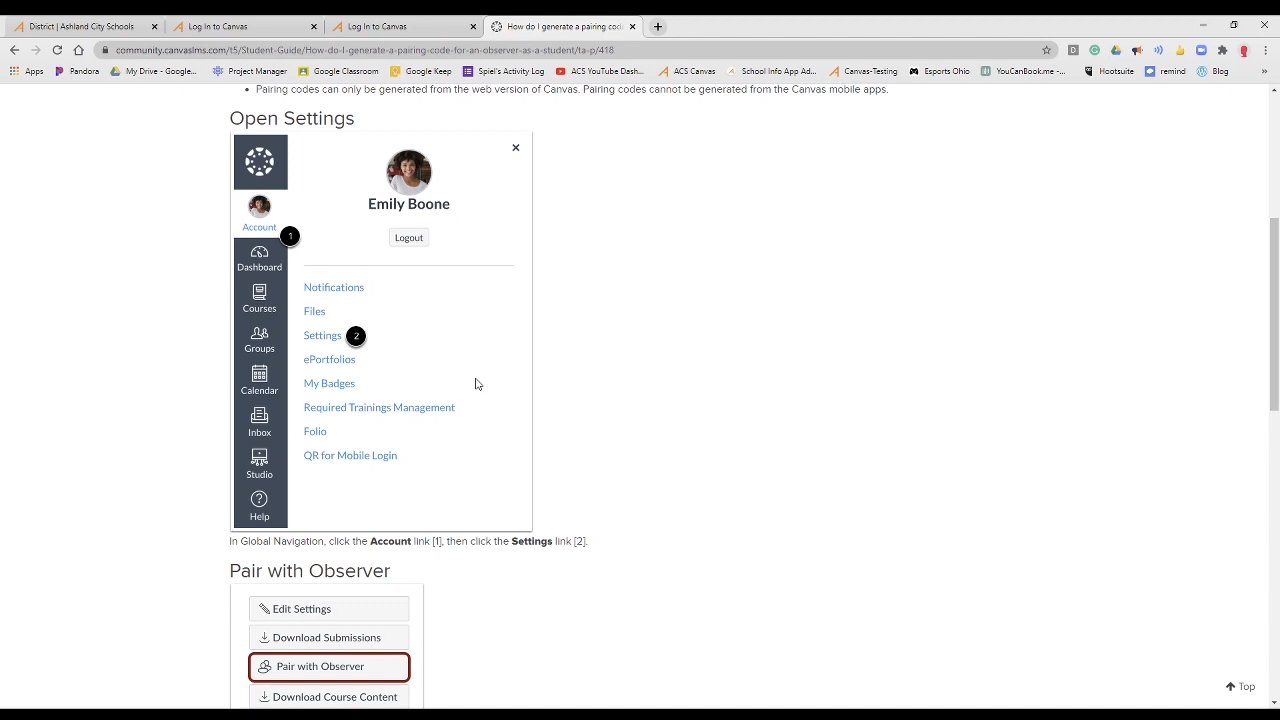 District | Ashland City Schools
Log In to Canvas
Log In to Canvas
How do I generate a pairing code
community.canvaslms.com/t5/Student-Guide/How-do-I-generate-a-pairing-code-for-an-observer-as-a-student/ta-p/418
Apps
Pandora
My Drive - Google...
Project Manager
Google Classroom
Google Keep
Spiel's Activity Log
ACS YouTube Dash...
ACS Canvas
School Info App Ad...
Canvas-Testing
Esports Ohio
YouCanBook.me -...
Hootsuite
remind
Blog
• Pairing codes can only be generated from the web version of Canvas. Pairing codes cannot be generated from the Canvas mobile apps.
Open Settings
Emily Boone
Logout
Account
1
Dashboard
Courses
Groups
Calendar
Inbox
Studio
Help
Notifications
Files
Settings 2
ePortfolios
My Badges
Required Trainings Management
Folio
QR for Mobile Login
In Global Navigation, click the Account link [1], then click the Settings link [2].
Pair with Observer
Edit Settings
Download Submissions
Pair with Observer
Download Course Content
Top